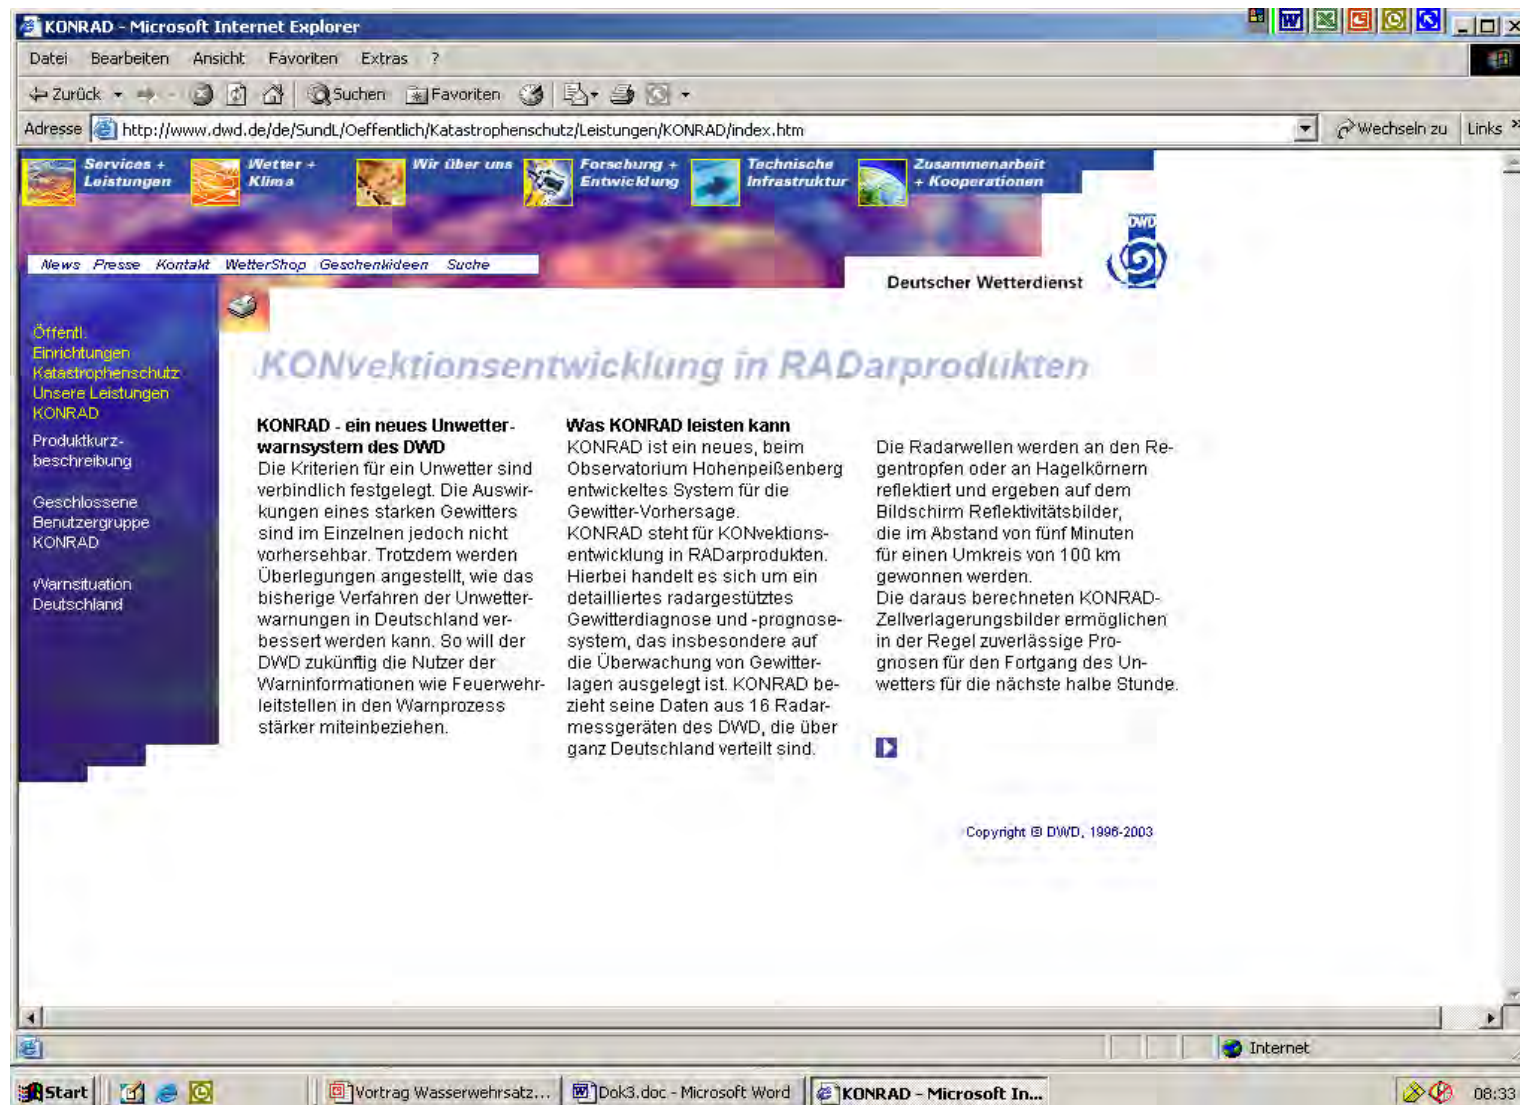 KONRAD - Microsoft Internet Explorer
Datei Bearbeiten Ansicht Favoriten Extras ?
Zurück Suchen Favoriten
Adresse http://www.dwd.de/de/SundL/Oeffentlich/Katastrophenschutz/Leistungen/KONRAD/index.htm Wechseln zu Links »
Services + Leistungen
Wetter + Klima
Wir über uns
Forschung + Entwicklung
Technische Infrastruktur
Zusammenarbeit + Kooperationen
News Presse Kontakt WetterShop Geschenkideen Suche
DWD
Deutscher Wetterdienst
Öffentl.
Einrichtungen
Katastrophenschutz
Unsere Leistungen
KONRAD
Produktkurz-
beschreibung
Geschlossene
Benutzergruppe
KONRAD
Warnsituation
Deutschland
KONvektionsentwicklung in RADarprodukten
KONRAD - ein neues Unwetter-
warnsystem des DWD
Die Kriterien für ein Unwetter sind
verbindlich festgelegt. Die Auswir-
kungen eines starken Gewitters
sind im Einzelnen jedoch nicht
vorhersehbar. Trotzdem werden
Überlegungen angestellt, wie das
bisherige Verfahren der Unwetter-
warnungen in Deutschland ver-
bessert werden kann. So will der
DWD zukünftig die Nutzer der
Warninformationen wie Feuerwehr-
leitstellen in den Warnprozess
stärker miteinbeziehen.
Was KONRAD leisten kann
KONRAD ist ein neues, beim
Observatorium Hohenpeißenberg
entwickeltes System für die
Gewitter-Vorhersage.
KONRAD steht für KONvektions-
entwicklung in RADarprodukten.
Hierbei handelt es sich um ein
detailliertes radargestütztes
Gewitterdiagnose und -prognose-
system, das insbesondere auf
die Überwachung von Gewitter-
lagen ausgelegt ist. KONRAD be-
zieht seine Daten aus 16 Radar-
messgeräten des DWD, die über
ganz Deutschland verteilt sind.
Die Radarwellen werden an den Re-
gentropfen oder an Hagelkörnern
reflektiert und ergeben auf dem
Bildschirm Reflektivitätsbilder,
die im Abstand von fünf Minuten
für einen Umkreis von 100 km
gewonnen werden.
Die daraus berechneten KONRAD-
Zellverlagerungsbilder ermöglichen
in der Regel zuverlässige Pro-
gnosen für den Fortgang des Un-
wetters für die nächste halbe Stunde.
Copyright © DWD, 1996-2003
Internet
Start Vortrag Wasserwehrsatz... Dok3.doc - Microsoft Word KONRAD - Microsoft In... 08:33